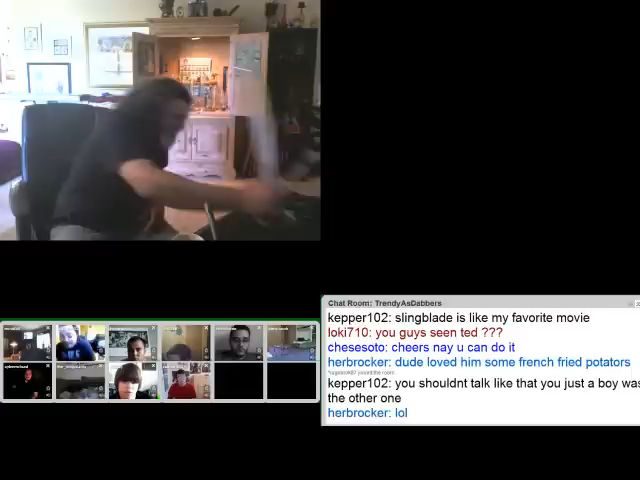 Chat Room: TrendyAsDabbers
kepper102: slingblade is like my favorite movie
loki710: you guys seen ted ???
chesesoto: cheers nay u can do it
herbrocker: dude loved him some french fried potators
kepper102: you shouldnt talk like that you just a boy was
the other one
herbrocker: lol